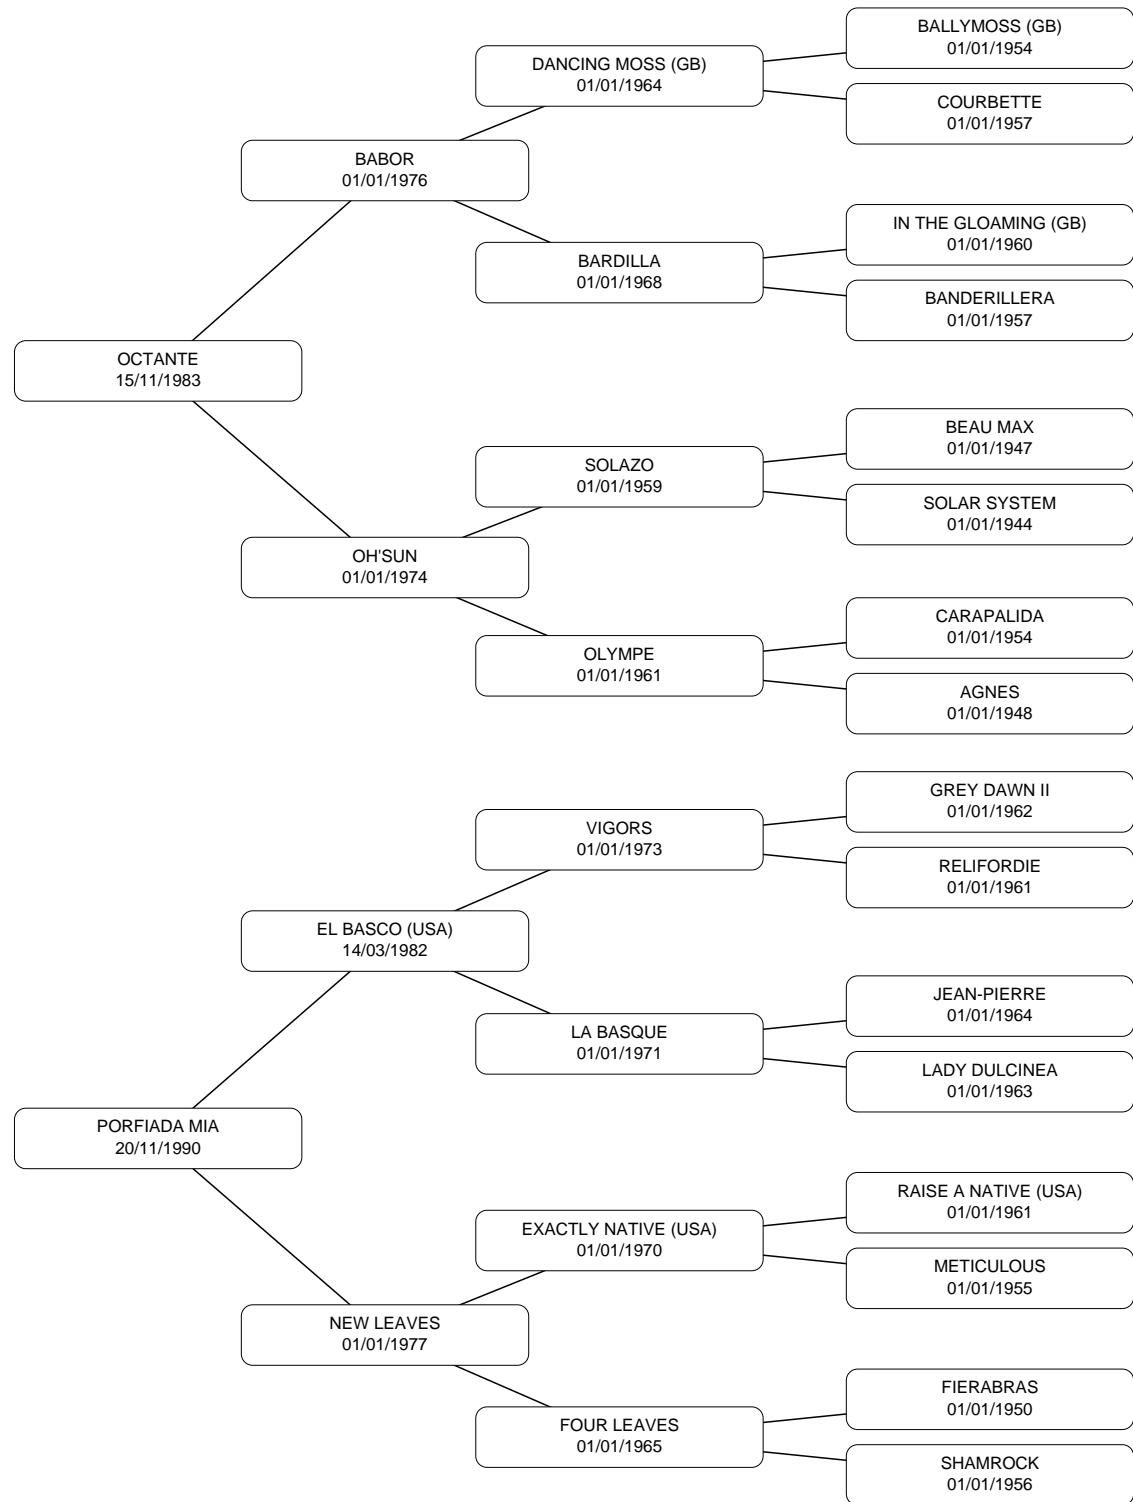 BALLYMOSS (GB)
01/01/1954
DANCING MOSS (GB)
01/01/1964
COURBETTE
01/01/1957
BABOR
01/01/1976
IN THE GLOAMING (GB)
01/01/1960
BARDILLA
01/01/1968
BANDERILLERA
01/01/1957
OCTANTE
15/11/1983
BEAU MAX
01/01/1947
SOLAZO
01/01/1959
SOLAR SYSTEM
01/01/1944
OH'SUN
01/01/1974
CARAPALIDA
01/01/1954
OLYMPE
01/01/1961
AGNES
01/01/1948
GREY DAWN II
01/01/1962
VIGORS
01/01/1973
RELIFORDIE
01/01/1961
EL BASCO (USA)
14/03/1982
JEAN-PIERRE
01/01/1964
LA BASQUE
01/01/1971
LADY DULCINEA
01/01/1963
PORFIADA MIA
20/11/1990
RAISE A NATIVE (USA)
01/01/1961
EXACTLY NATIVE (USA)
01/01/1970
METICULOUS
01/01/1955
NEW LEAVES
01/01/1977
FIERABRAS
01/01/1950
FOUR LEAVES
01/01/1965
SHAMROCK
01/01/1956